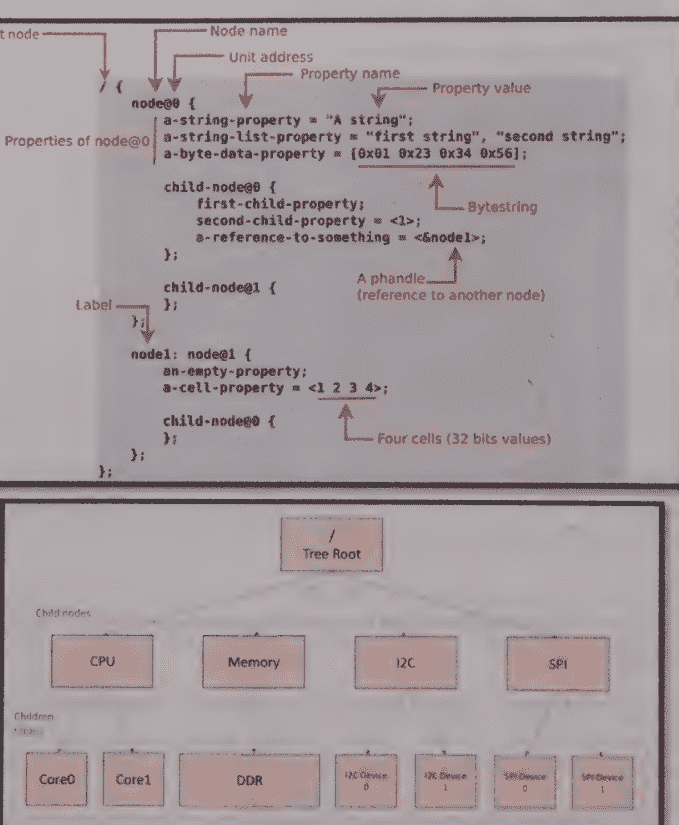 t node
Node name
Unit address
Property name
Property value
/ {
node@0 {
Properties of node@0
a-string-property = "A string";
a-string-list-property = "first string", "second string";
a-byte-data-property = [0x01 0x23 0x34 0x56];
child-node@0 {
first-child-property;
second-child-property = <1>;
a-reference-to-something = <&node1>;
};
Bytestring
A phandle
(reference to another node)
child-node@1 {
};
Label
};
node1: node@1 {
an-empty-property;
a-cell-property = <1 2 3 4>;
child-node@0 {
};
Four cells (32 bits values)
};
};
/
Tree Root
Child nodes
CPU
Memory
I2C
SPI
Children
Core0
Core1
DDR
I2C Device
0
I2C Device
1
SPI Device
0
SPI Device
1